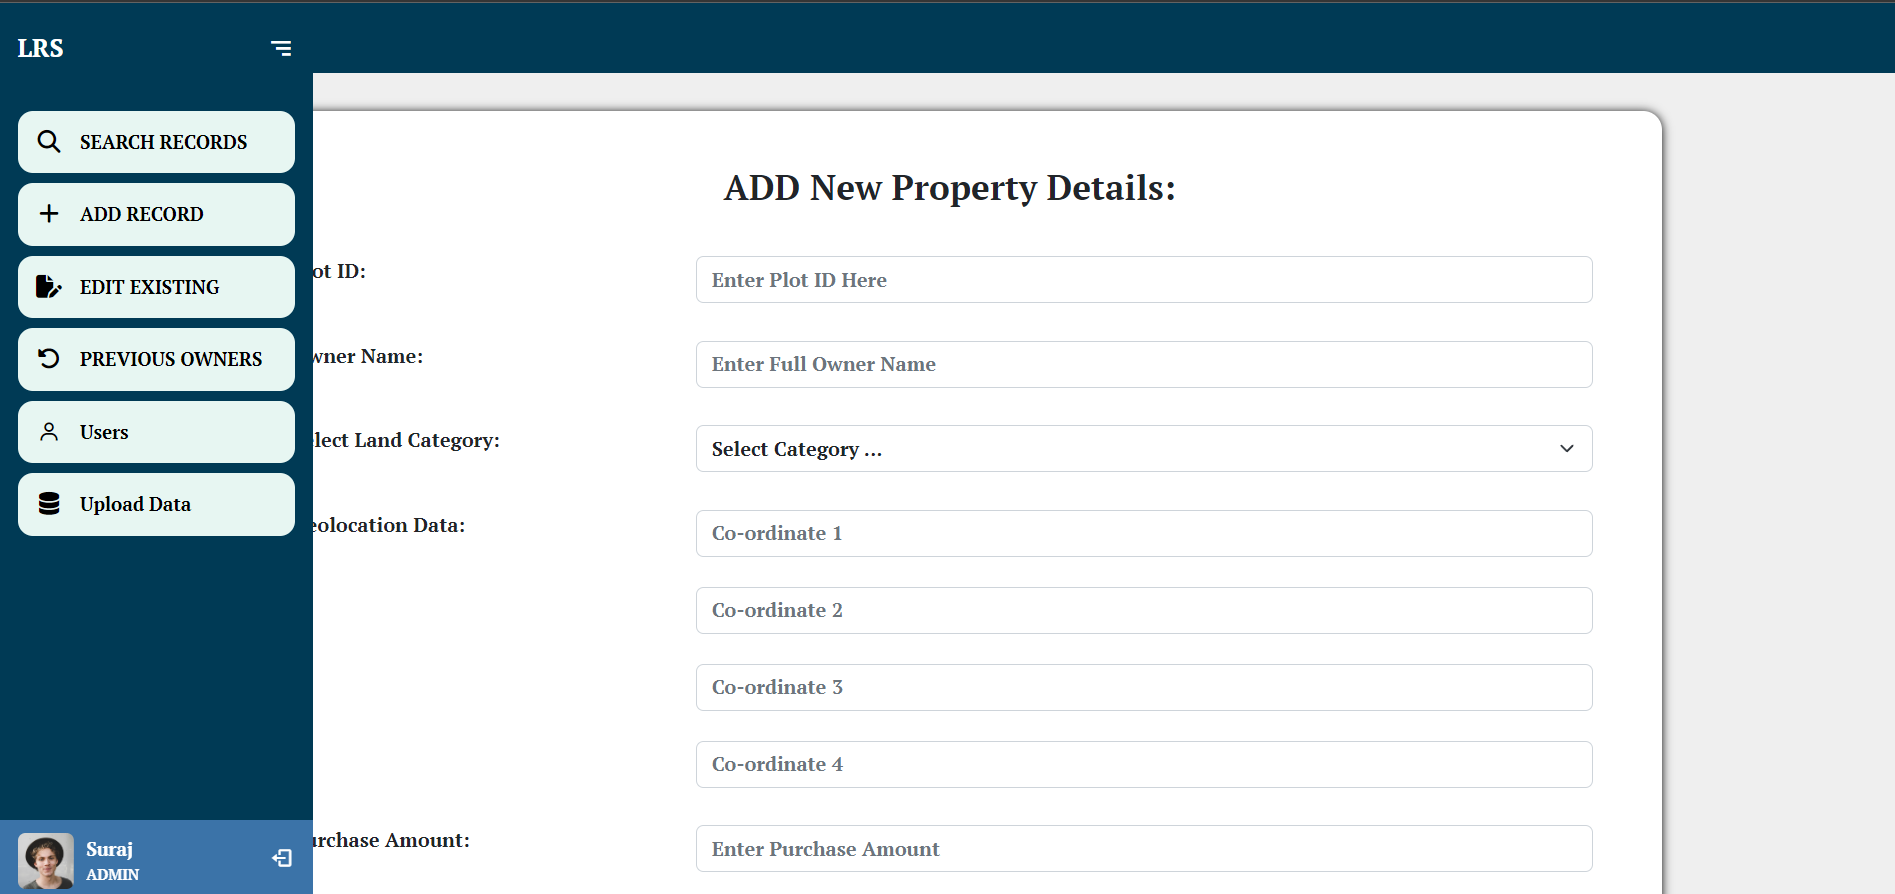 LRS
SEARCH RECORDS
ADD RECORD
EDIT EXISTING
PREVIOUS OWNERS
Users
Upload Data
Suraj
ADMIN
ADD New Property Details:
ot ID:
Enter Plot ID Here
wner Name:
Enter Full Owner Name
lect Land Category:
Select Category ...
eolocation Data:
Co-ordinate 1
Co-ordinate 2
Co-ordinate 3
Co-ordinate 4
urchase Amount:
Enter Purchase Amount